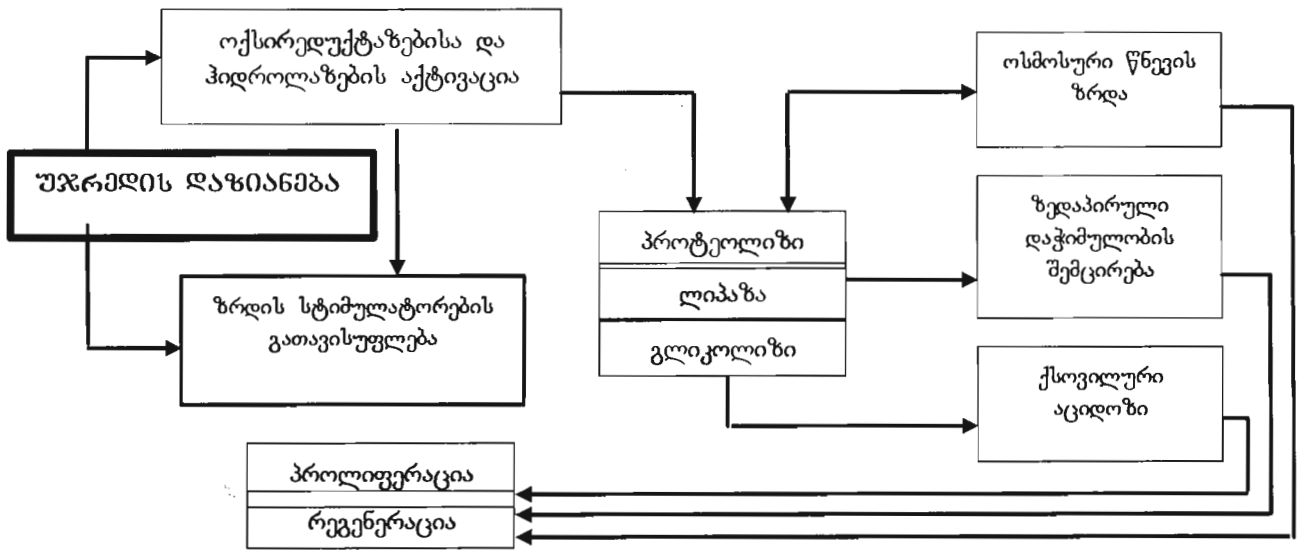 ოქსირედუქტაზებისა და
ჰიდროლაზების აქტივაცია
უჯრედის დაზიანება
ზრდის სტიმულატორების
გათავისუფლება
პროტეოლიზი
ლიპაზა
გლიკოლიზი
ოსმოსური წნევის
ზრდა
ზედაპირული
დაჭიმულობის
შემცირება
ქსოვილური
აციდოზი
პროლიფერაცია
რეგენერაცია